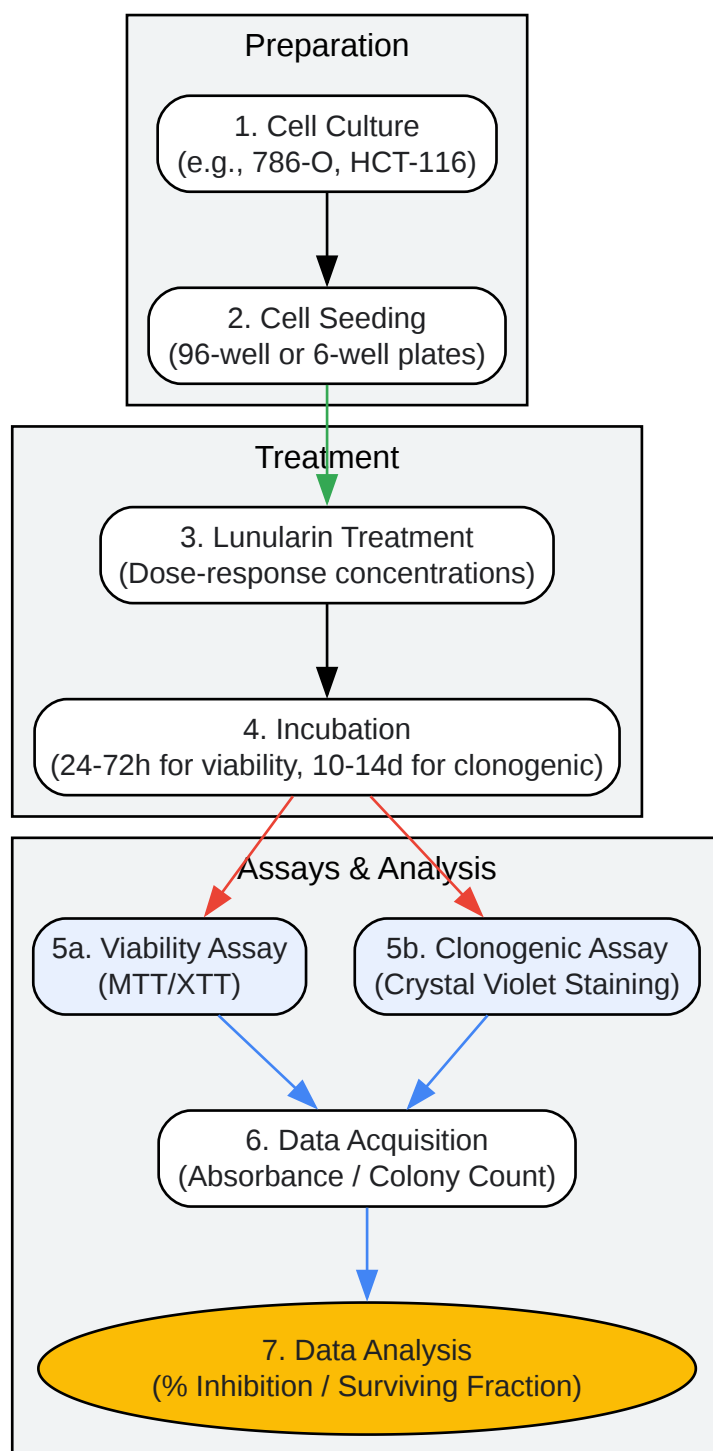 Preparation
1. Cell Culture
(e.g., 786-O, HCT-116)
2. Cell Seeding
(96-well or 6-well plates)
Treatment
3. Lunularin Treatment
(Dose-response concentrations)
4. Incubation
(24-72h for viability, 10-14d for clonogenic)
Assays & Analysis
5a. Viability Assay
(MTT/XTT)
5b. Clonogenic Assay
(Crystal Violet Staining)
6. Data Acquisition
(Absorbance / Colony Count)
7. Data Analysis
(% Inhibition / Surviving Fraction)